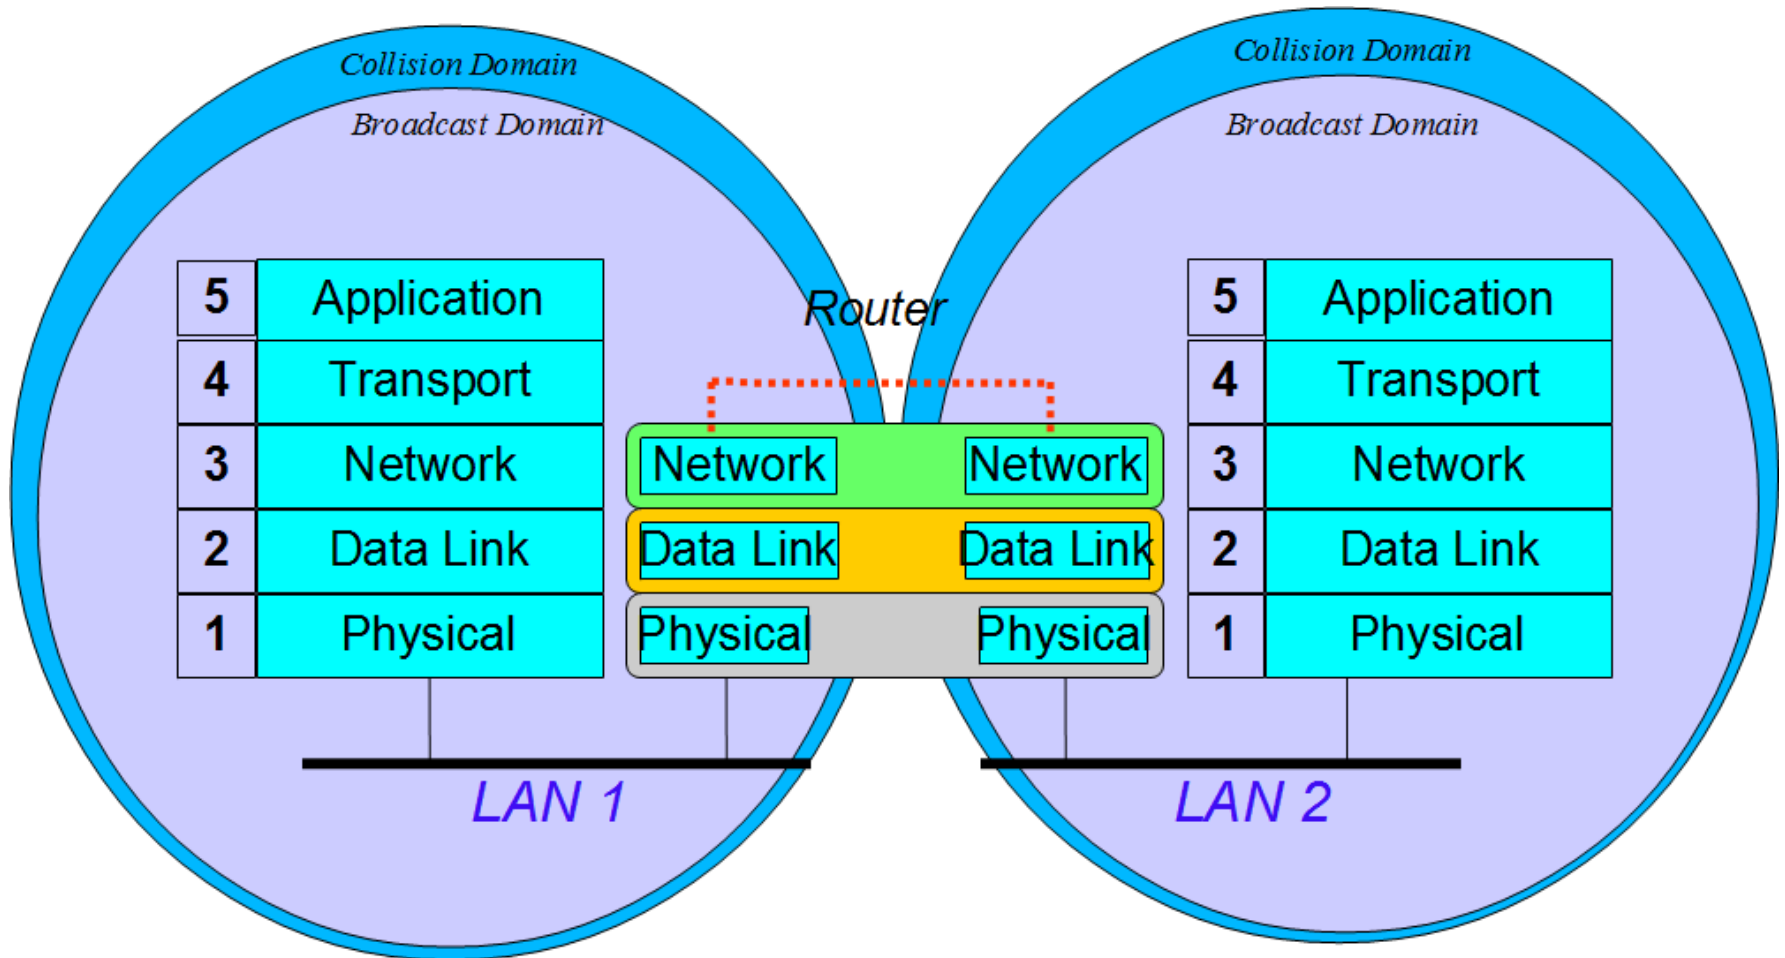 Collision Domain
Broadcast Domain
Collision Domain
Broadcast Domain
5 Application
4 Transport
3 Network
2 Data Link
1 Physical
Router
Network Network
Data Link Data Link
Physical Physical
5 Application
4 Transport
3 Network
2 Data Link
1 Physical
LAN 1
LAN 2